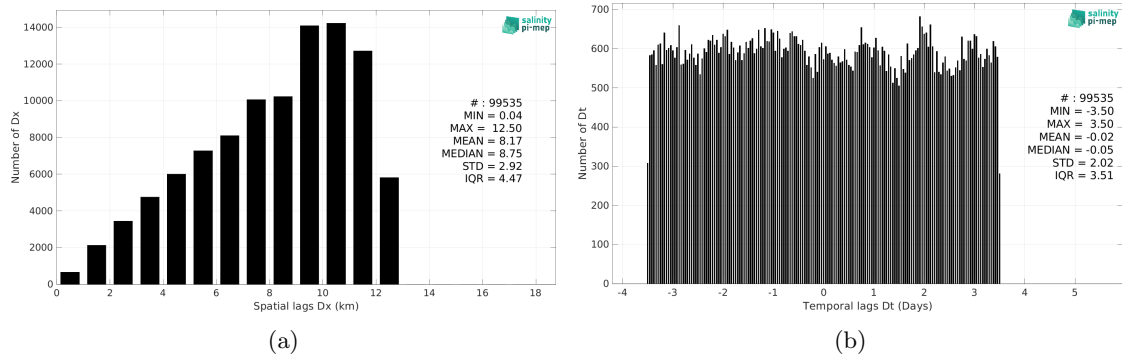 14000
12000
10000
8000
6000
4000
2000
0
Number of Dx
salinity
pi-mep
# : 99535
MIN = 0.04
MAX = 12.50
MEAN = 8.17
MEDIAN = 8.75
STD = 2.92
IQR = 4.47
0 2 4 6 8 10 12 14 16 18
Spatial lags Dx (km)
(a)
700
600
500
400
300
200
100
0
Number of Dt
salinity
pi-mep
# : 99535
MIN = -3.50
MAX = 3.50
MEAN = -0.02
MEDIAN = -0.05
STD = 2.02
IQR = 3.51
-4 -3 -2 -1 0 1 2 3 4 5
Temporal lags Dt (Days)
(b)